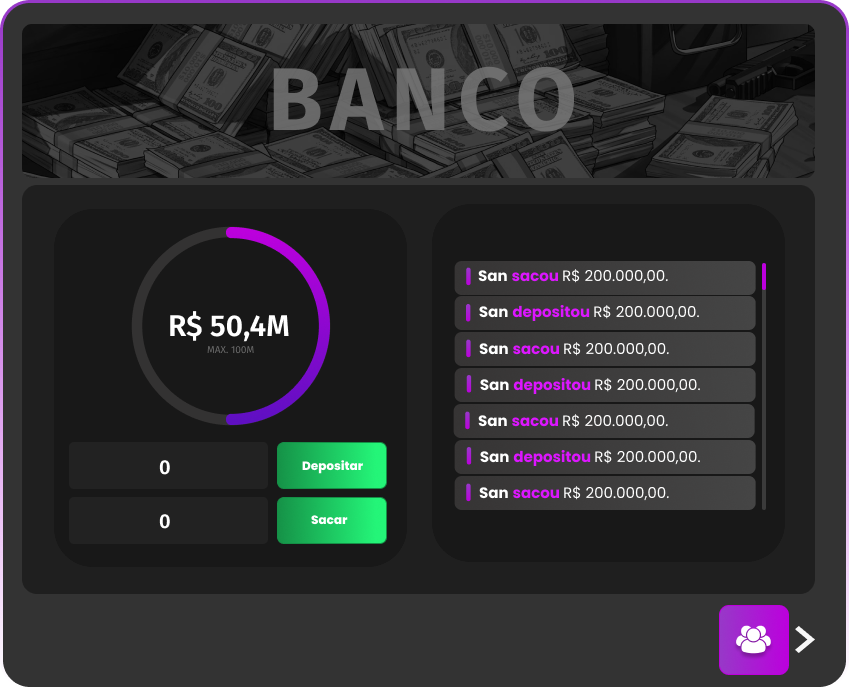 BANCO
R$ 50,4M
MAX. 100M
0
Depositar
0
Sacar
San sacou R$ 200.000,00.
San depositou R$ 200.000,00.
San sacou R$ 200.000,00.
San depositou R$ 200.000,00.
San sacou R$ 200.000,00.
San depositou R$ 200.000,00.
San sacou R$ 200.000,00.